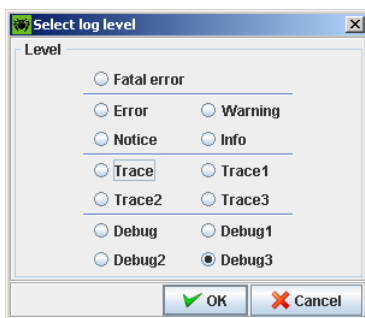 Select log level
Level
Fatal error
Error Warning
Notice Info
Trace Trace1
Trace2 Trace3
Debug Debug1
Debug2 Debug3
OK Cancel